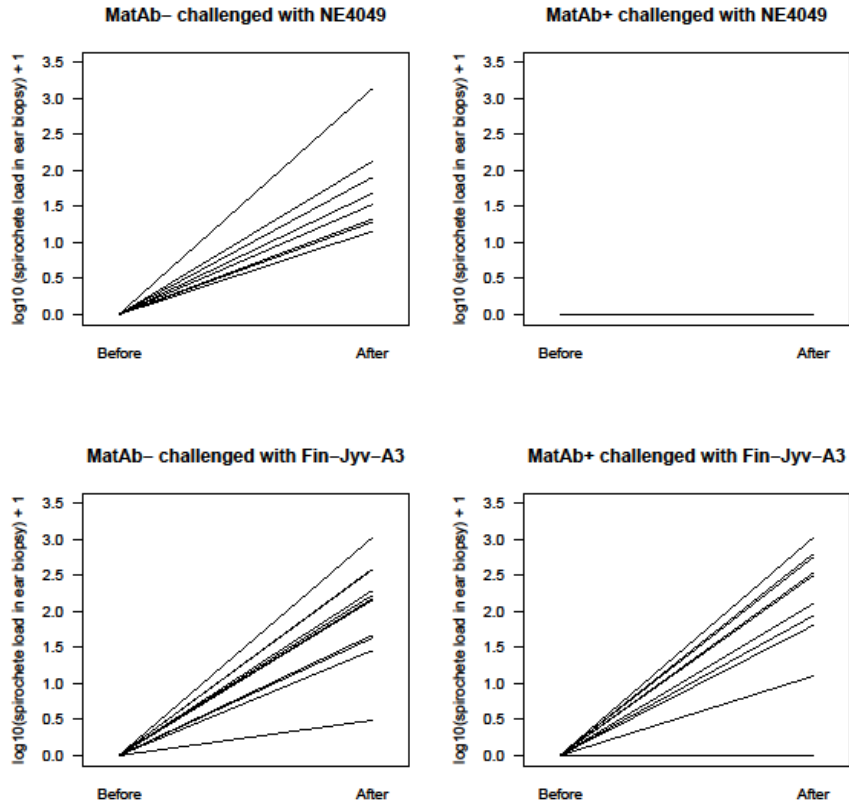 MatAb− challenged with NE4049
log10 (spirochete load in ear biopsy) + 1
3.5
3.0
2.5
2.0
1.5
1.0
0.5
0.0
Before After
MatAb+ challenged with NE4049
log10 (spirochete load in ear biopsy) + 1
3.5
3.0
2.5
2.0
1.5
1.0
0.5
0.0
Before After
MatAb− challenged with Fin−Jyv−A3
log10(spirochete load in ear biopsy) + 1
3.5
3.0
2.5
2.0
1.5
1.0
0.5
0.0
Before After
MatAb+ challenged with Fin−Jyv−A3
log10(spirochete load in ear biopsy) + 1
3.5
3.0
2.5
2.0
1.5
1.0
0.5
0.0
Before After